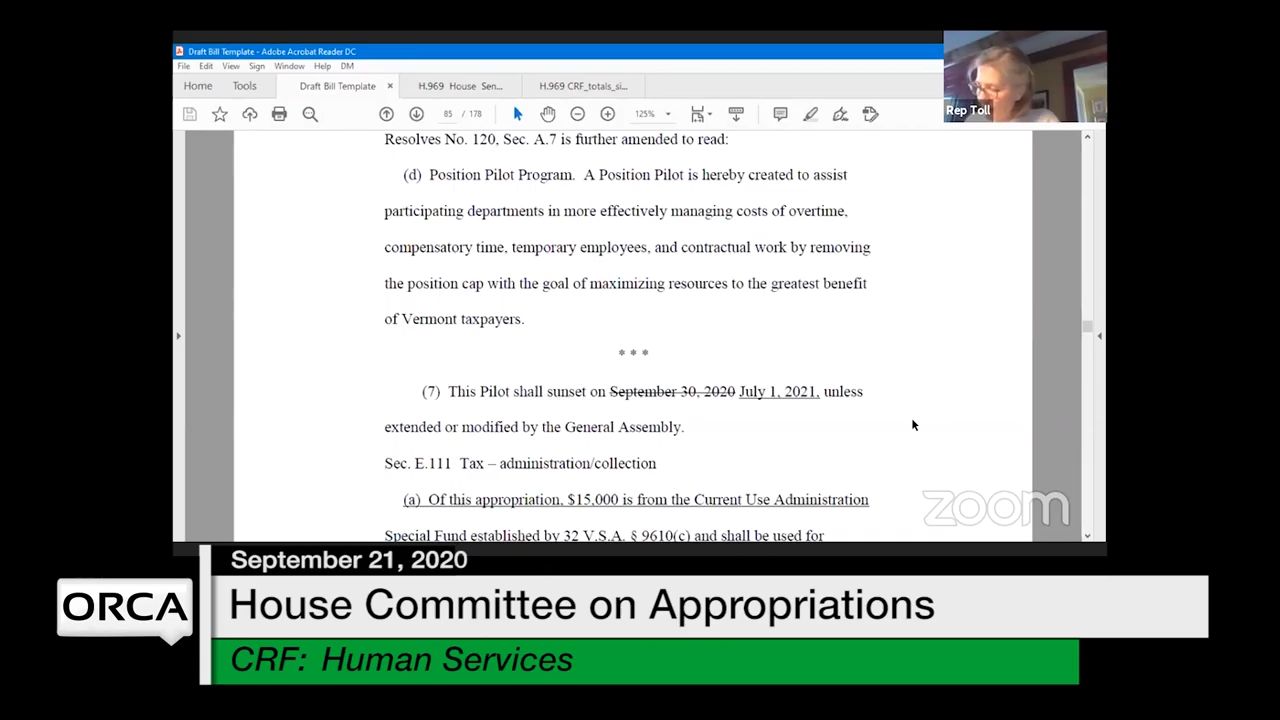 Draft Bill Template - Adobe Acrobat Reader DC
File Edit View Sign Window Help DM
Home Tools Draft Bill Template × H.969 House Sen... H.969 CRF_totals_si...
85 / 178 125%
Rep Toll
Resolves No. 120, Sec. A.7 is further amended to read:
(d) Position Pilot Program. A Position Pilot is hereby created to assist
participating departments in more effectively managing costs of overtime,
compensatory time, temporary employees, and contractual work by removing
the position cap with the goal of maximizing resources to the greatest benefit
of Vermont taxpayers.
* * *
(7) This Pilot shall sunset on September 30, 2020 July 1, 2021, unless
extended or modified by the General Assembly.
Sec. E.111 Tax – administration/collection
(a) Of this appropriation, $15,000 is from the Current Use Administration
Special Fund established by 32 V.S.A. § 9610(c) and shall be used for
zoom
September 21, 2020
ORCA
House Committee on Appropriations
CRF: Human Services